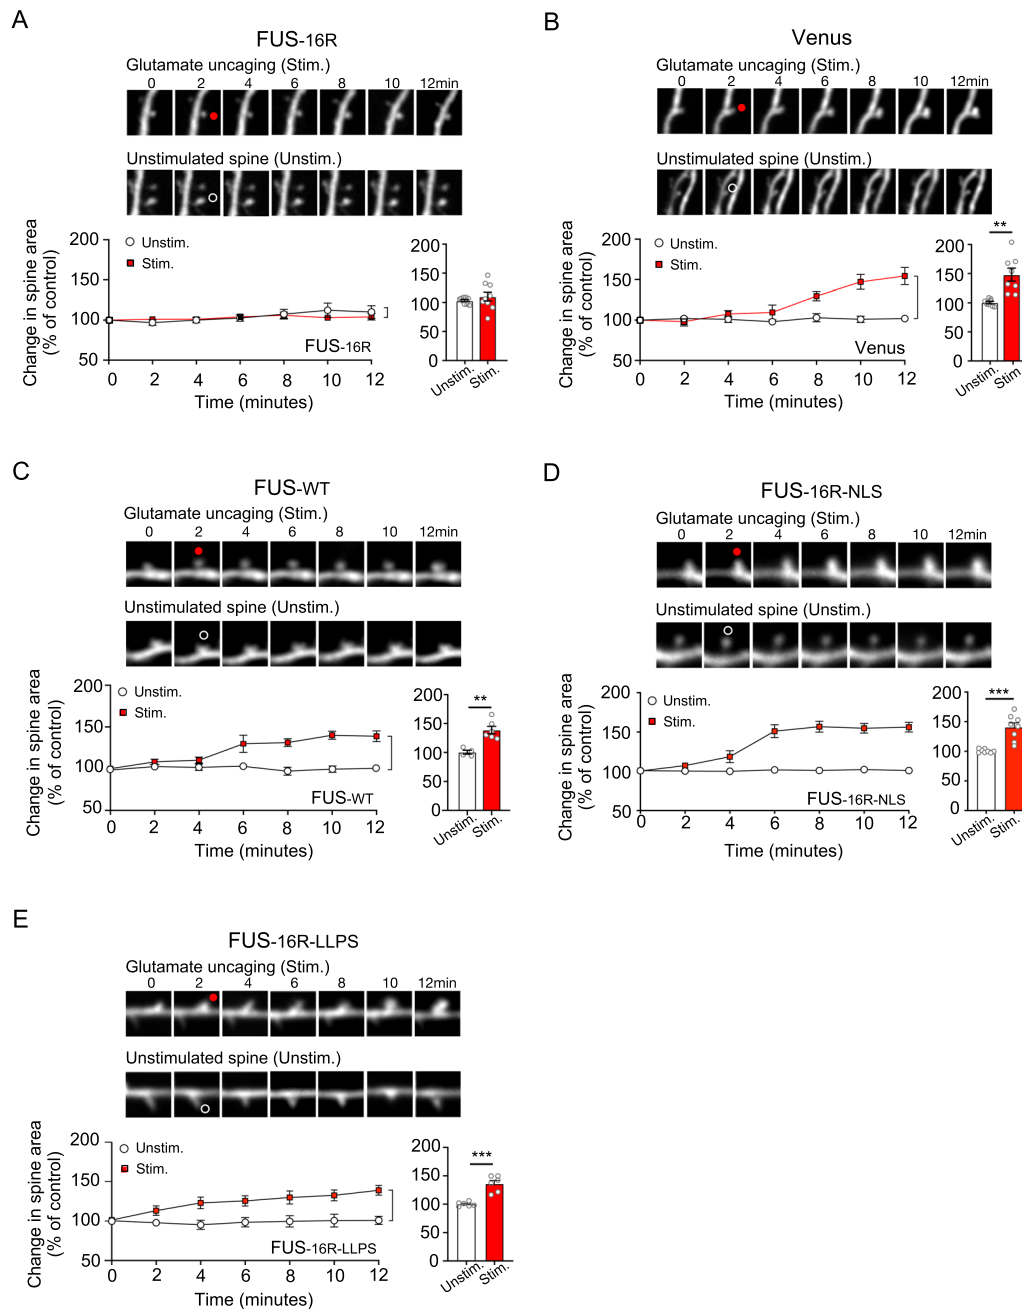 A
FUS-16R
Glutamate uncaging (Stim.)
0 2 4 6 8 10 12min
Unstimulated spine (Unstim.)
Change in spine area
(% of control)
200
150
100
50
Unstim.
Stim.
FUS-16R
0 2 4 6 8 10 12
Time (minutes)
200
150
100
50
0
Unstim.
Stim.
B
Venus
Glutamate uncaging (Stim.)
0 2 4 6 8 10 12min
Unstimulated spine (Unstim.)
Change in spine area
(% of control)
200
150
100
50
Unstim.
Stim.
Venus
0 2 4 6 8 10 12
Time (minutes)
**
200
150
100
50
0
Unstim.
Stim
C
FUS-WT
Glutamate uncaging (Stim.)
0 2 4 6 8 10 12min
Unstimulated spine (Unstim.)
Change in spine area
(% of control)
200
150
100
50
Unstim.
Stim.
FUS-WT
0 2 4 6 8 10 12
Time (minutes)
**
200
150
100
50
0
Unstim.
Stim.
D
FUS-16R-NLS
Glutamate uncaging (Stim.)
0 2 4 6 8 10 12min
Unstimulated spine (Unstim.)
Change in spine area
(% of control)
200
150
100
50
Unstim.
Stim.
FUS-16R-NLS
0 2 4 6 8 10 12
Time (minutes)
***
200
150
100
50
0
Unstim.
Stim.
E
FUS-16R-LLPS
Glutamate uncaging (Stim.)
0 2 4 6 8 10 12min
Unstimulated spine (Unstim.)
Change in spine area
(% of control)
200
150
100
50
Unstim.
Stim.
FUS-16R-LLPS
0 2 4 6 8 10 12
Time (minutes)
***
200
150
100
50
0
Unstim.
Stim.